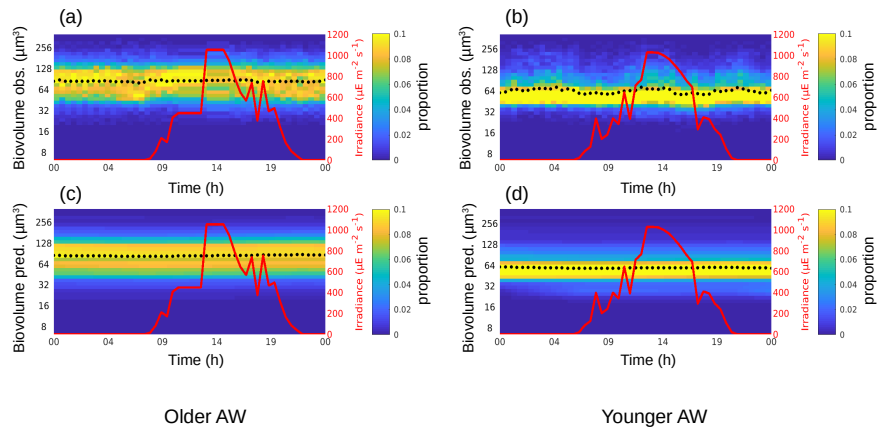 (a)
Biovolume obs. (µm³)
256
128
64
32
16
8
00 04 09 14 19 00
Time (h)
1200
1000
800
600
400
200
0
Irradiance (µE m⁻² s⁻¹)
0.1
0.08
0.06
0.04
0.02
0
proportion
(b)
Biovolume obs. (µm³)
256
128
64
32
16
8
00 04 09 14 19 00
Time (h)
1200
1000
800
600
400
200
0
Irradiance (µE m⁻² s⁻¹)
0.1
0.08
0.06
0.04
0.02
0
proportion
(c)
Biovolume pred. (µm³)
256
128
64
32
16
8
00 04 09 14 19 00
Time (h)
1200
1000
800
600
400
200
0
Irradiance (µE m⁻² s⁻¹)
0.1
0.08
0.06
0.04
0.02
0
proportion
(d)
Biovolume pred. (µm³)
256
128
64
32
16
8
00 04 09 14 19 00
Time (h)
1200
1000
800
600
400
200
0
Irradiance (µE m⁻² s⁻¹)
0.1
0.08
0.06
0.04
0.02
0
proportion
Older AW
Younger AW